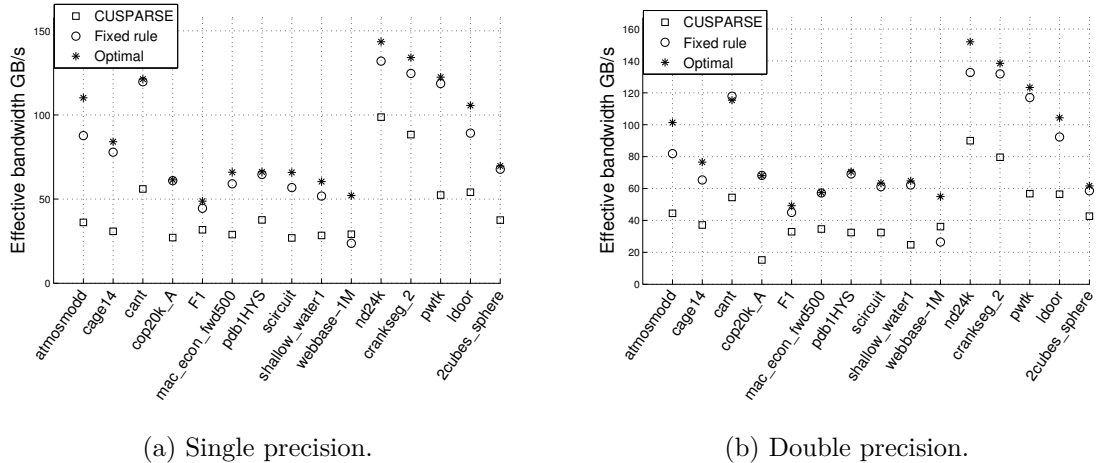 CUSPARSE
Fixed rule
Optimal
Effective bandwidth GB/s
150
100
50
0
atmosmodd
cage14
cant
cop20k_A
F1
mac_econ_fwd500
pdb1HYS
scircuit
shallow_water1
webbase−1M
nd24k
crankseg_2
pwtk
ldoor
2cubes_sphere
(a) Single precision.
CUSPARSE
Fixed rule
Optimal
Effective bandwidth GB/s
160
140
120
100
80
60
40
20
0
atmosmodd
cage14
cant
cop20k_A
F1
mac_econ_fwd500
pdb1HYS
scircuit
shallow_water1
webbase−1M
nd24k
crankseg_2
pwtk
ldoor
2cubes_sphere
(b) Double precision.